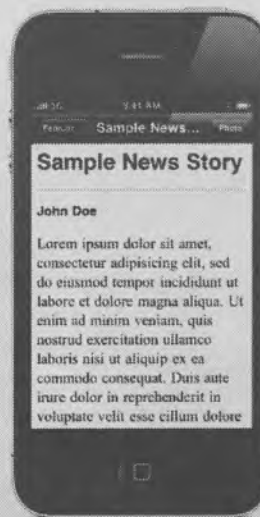 9:41 AM
Sample News... Photo
Sample News Story
John Doe
Lorem ipsum dolor sit amet,
consectetur adipisicing elit, sed
do eiusmod tempor incididunt ut
labore et dolore magna aliqua. Ut
enim ad minim veniam, quis
nostrud exercitation ullamco
laboris nisi ut aliquip ex ea
commodo consequat. Duis aute
irure dolor in reprehenderit in
voluptate velit esse cillum dolore